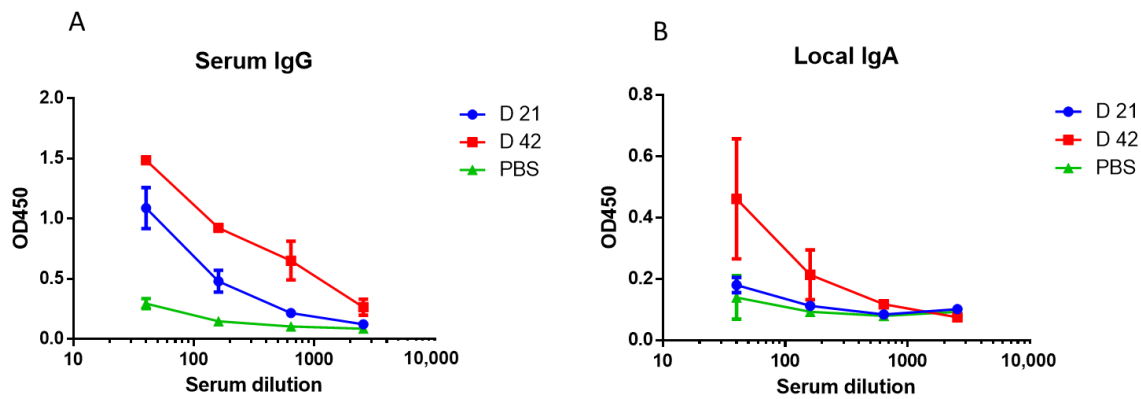 A
Serum IgG
2.0
1.5
1.0
0.5
0.0
OD450
10
100
1000
10,000
Serum dilution
D 21
D 42
PBS
B
Local IgA
0.8
0.6
0.4
0.2
0.0
OD450
10
100
1000
10,000
Serum dilution
D 21
D 42
PBS